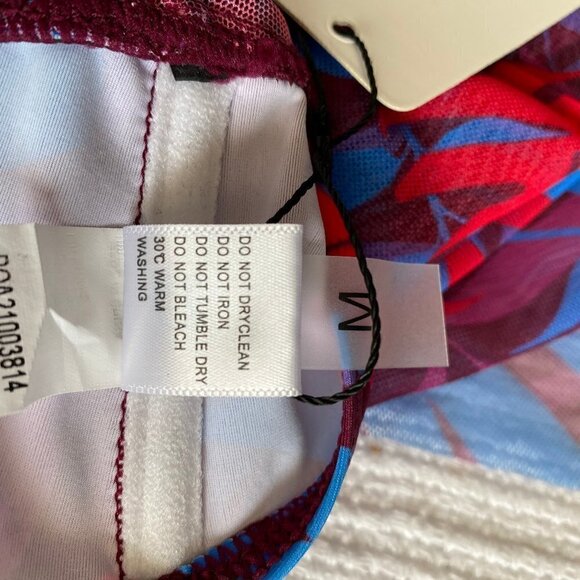 30℃ WARM
WASHING
DO NOT BLEACH
DO NOT TUMBLE DRY
DO NOT IRON
DO NOT DRYCLEAN
M